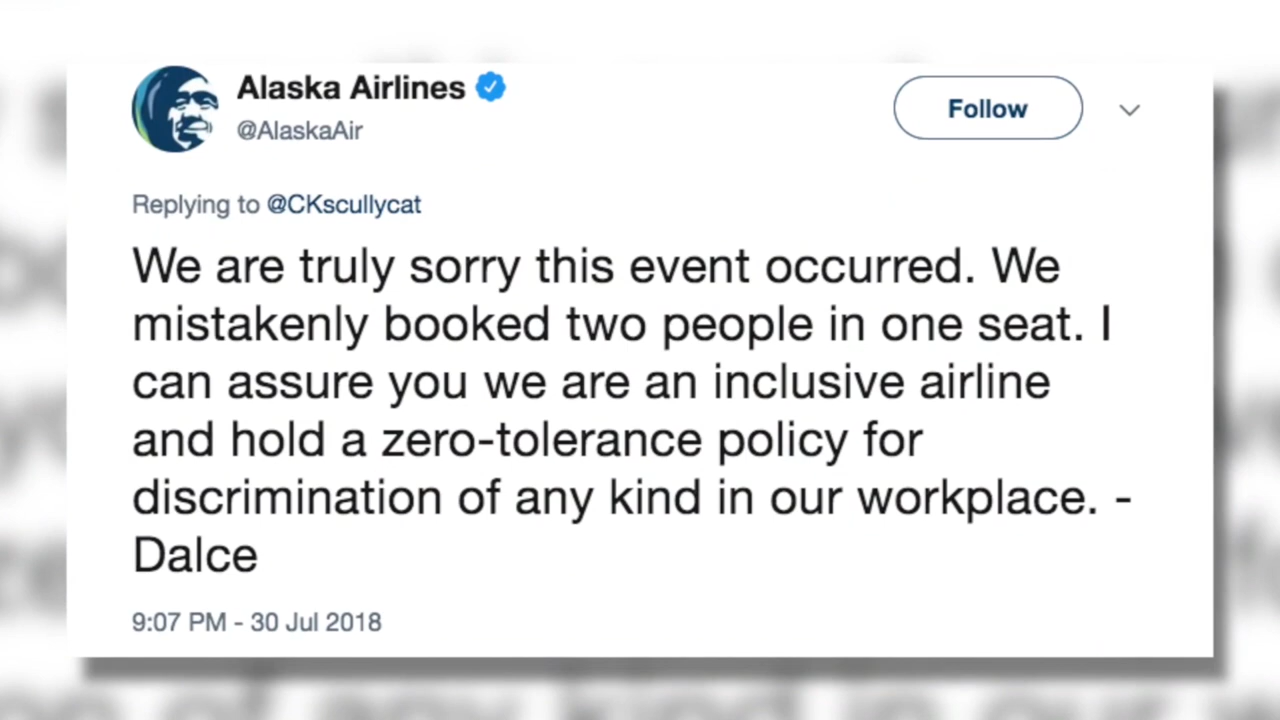 Alaska Airlines
@AlaskaAir
Follow
Replying to @CKscullycat
We are truly sorry this event occurred. We
mistakenly booked two people in one seat. I
can assure you we are an inclusive airline
and hold a zero-tolerance policy for
discrimination of any kind in our workplace. -
Dalce
9:07 PM - 30 Jul 2018